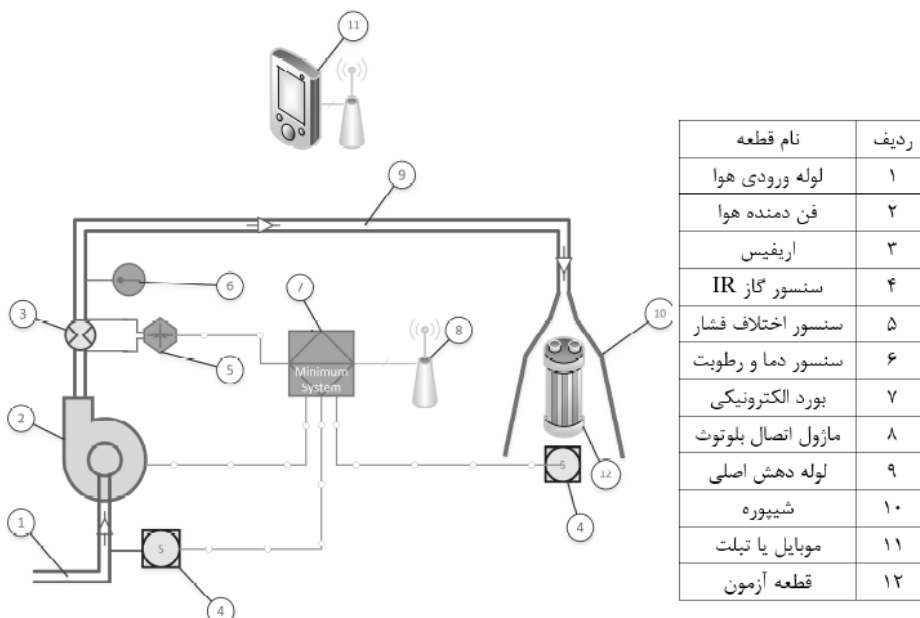 11
9
6
7
3
8
10
5
Minimum
System
2
S
12
4
1
S
4
ردیف نام قطعه
۱ لوله ورودی هوا
۲ فن دمنده هوا
۳ اریفیس
۴ سنسور گاز IR
۵ سنسور اختلاف فشار
۶ سنسور دما و رطوبت
۷ بورد الکترونیکی
۸ ماژول اتصال بلوتوث
۹ لوله دهش اصلی
۱۰ شیپوره
۱۱ موبایل یا تبلت
۱۲ قطعه آزمون